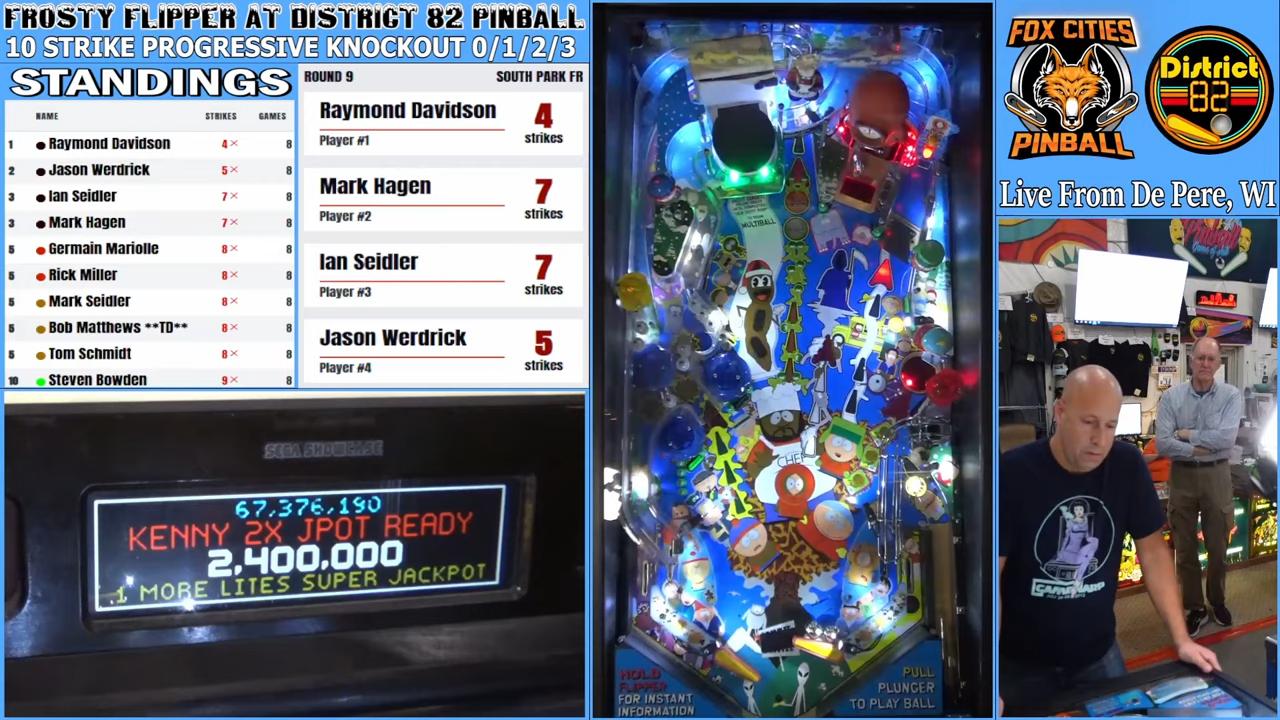 FROSTY FLIPPER AT DISTRICT 82 PINBALL
10 STRIKE PROGRESSIVE KNOCKOUT 0/1/2/3
STANDINGS
NAME STRIKES GAMES
1 Raymond Davidson 4× 8
2 Jason Werdrick 5× 8
3 Ian Seidler 7× 8
3 Mark Hagen 7× 8
5 Germain Mariolle 8× 8
5 Rick Miller 8× 8
5 Mark Seidler 8× 8
5 Bob Matthews **TD** 8× 8
5 Tom Schmidt 8× 8
10 Steven Bowden 9× 8
ROUND 9 SOUTH PARK FR
Raymond Davidson 4
Player #1 strikes
Mark Hagen 7
Player #2 strikes
Ian Seidler 7
Player #3 strikes
Jason Werdrick 5
Player #4 strikes
SEGA SHOWCASE
67,376,190
KENNY 2X JPOT READY
2,400,000
1 MORE LITES SUPER JACKPOT
MULTIBALL
CHEF
HOLD
FLIPPER
FOR INSTANT
INFORMATION
PULL
PLUNGER
TO PLAY BALL
FOX CITIES
PINBALL
District
82
Live From De Pere, WI
Pinball